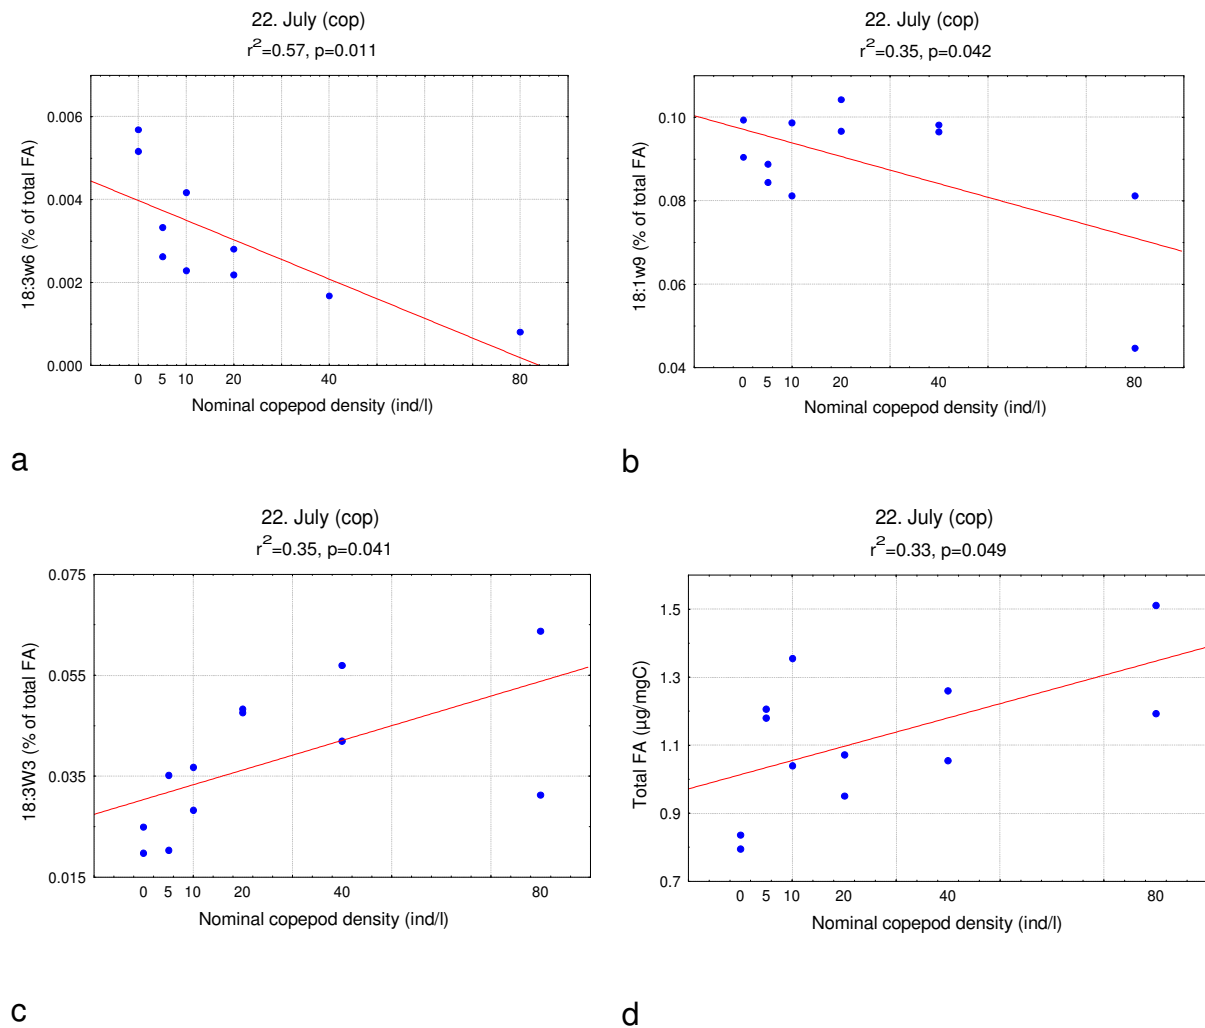 22. July (cop)
r2=0.57, p=0.011
18:3w6 (% of total FA)
0.006
0.004
0.002
0.000
0 5 10 20 40 80
Nominal copepod density (ind/l)
a
22. July (cop)
r2=0.35, p=0.042
18:1w9 (% of total FA)
0.10
0.08
0.06
0.04
0 5 10 20 40 80
Nominal copepod density (ind/l)
b
22. July (cop)
r2=0.35, p=0.041
18:3W3 (% of total FA)
0.075
0.055
0.035
0.015
0 5 10 20 40 80
Nominal copepod density (ind/l)
c
22. July (cop)
r2=0.33, p=0.049
Total FA (µg/mgC)
1.5
1.3
1.1
0.9
0.7
0 5 10 20 40 80
Nominal copepod density (ind/l)
d